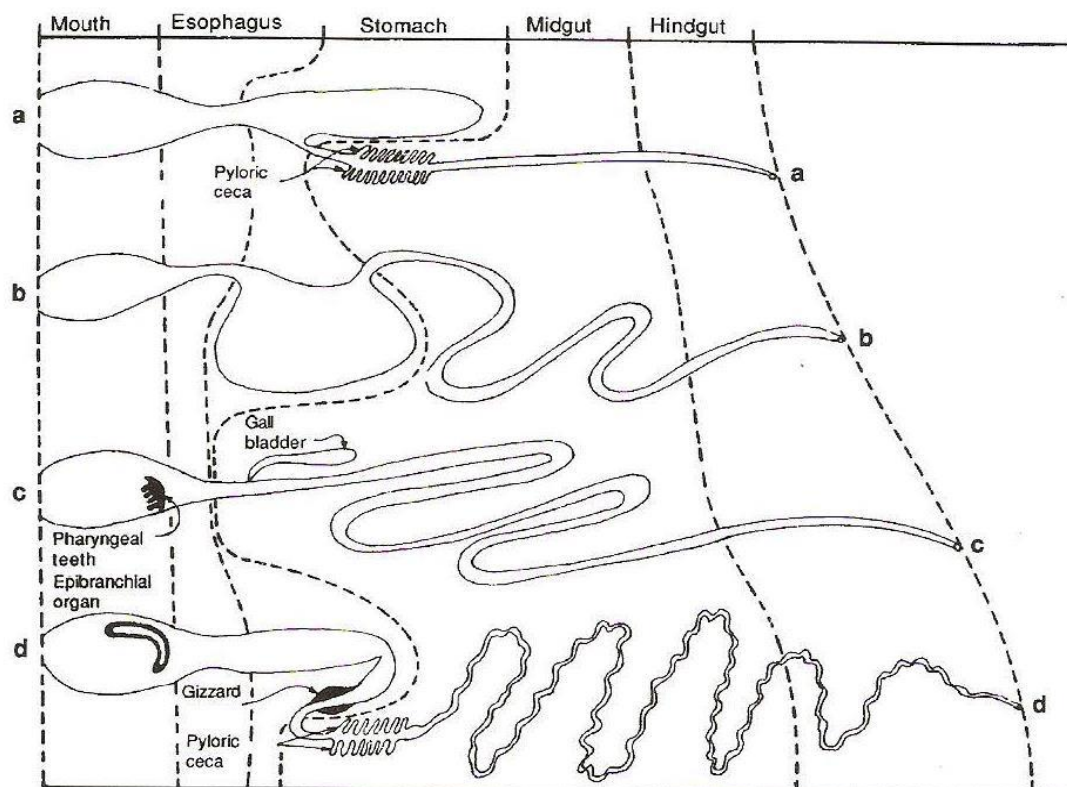 Mouth Esophagus Stomach Midgut Hindgut
a
Pyloric
ceca
a
b
b
Gall
bladder
c
Pharyngeal
teeth
Epibranchial
organ
c
d
Gizzard
Pyloric
ceca
d